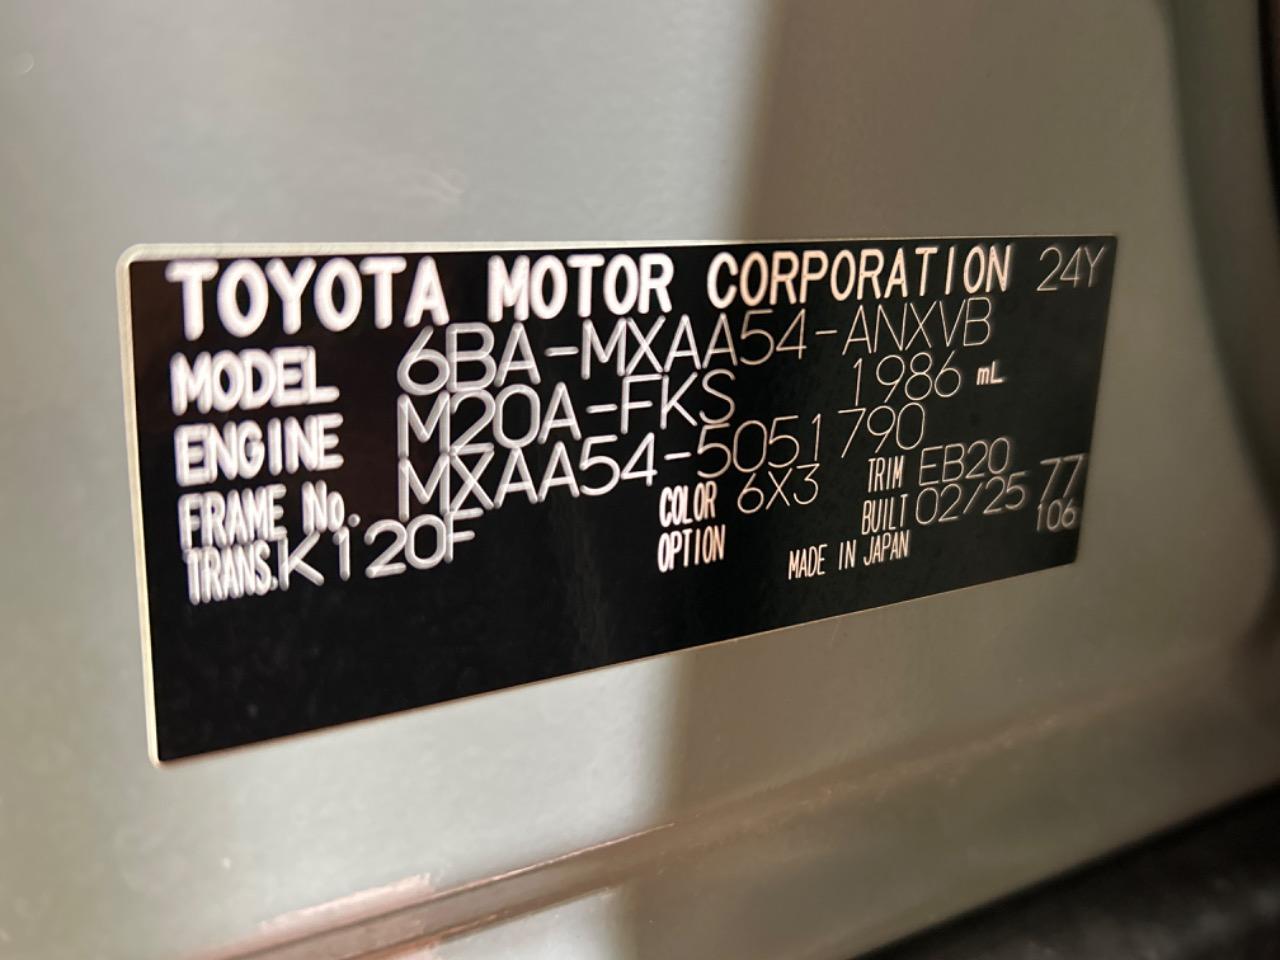 TOYOTA MOTOR CORPORATION 24Y
MODEL 6BA-MXAA54-ANXVB
ENGINE M20A-FKS 1986 mL
FRAME No. MXAA54-5051790
COLOR 6X3 TRIM EB20 77
TRANS. K120F OPTION BUILT 02/25 106
MADE IN JAPAN